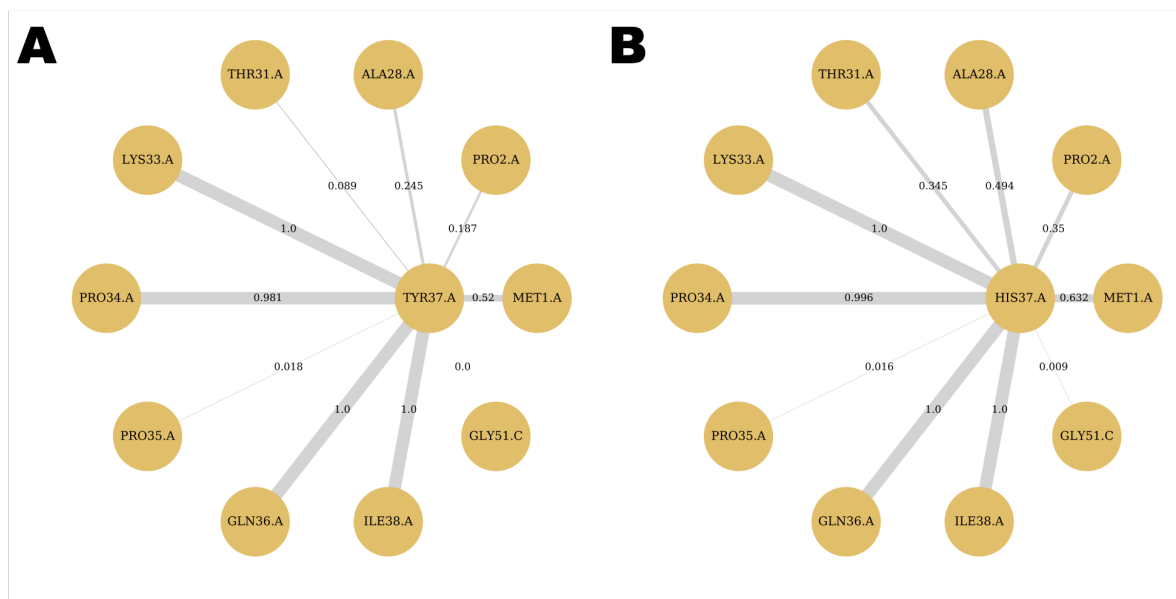 A
THR31.A
ALA28.A
LYS33.A
PRO2.A
0.089
0.245
1.0
0.187
PRO34.A
0.981
TYR37.A
0.52
MET1.A
0.018
0.0
1.0
1.0
PRO35.A
GLY51.C
GLN36.A
ILE38.A
B
THR31.A
ALA28.A
LYS33.A
PRO2.A
0.345
0.494
1.0
0.35
PRO34.A
0.996
HIS37.A
0.632
MET1.A
0.016
0.009
1.0
1.0
PRO35.A
GLY51.C
GLN36.A
ILE38.A